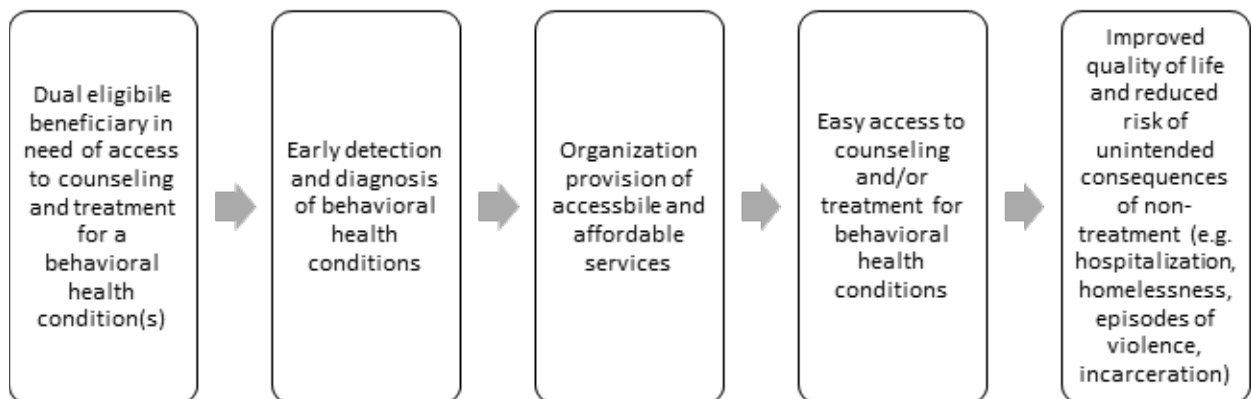 Dual eligibile
beneficiary in
need of access
to counseling
and treatment
for a
behavioral
health
condition(s)
Early detection
and diagnosis
of behavioral
health
conditions
Organization
provision of
accessbile and
affordable
services
Easy access to
counseling
and/or
treatment for
behavioral
health
conditions
Improved
quality of life
and reduced
risk of
unintended
consequences
of non-
treatment (e.g.
hospitalization,
homelessness,
episodes of
violence,
incarceration)